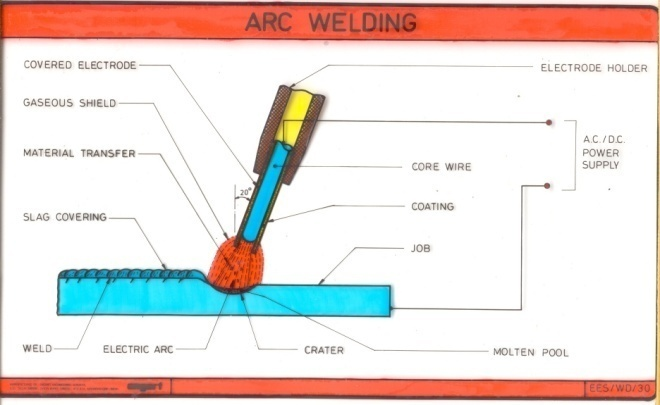 ARC WELDING
COVERED ELECTRODE
ELECTRODE HOLDER
GASEOUS SHIELD
A.C./D.C.
POWER
SUPPLY
MATERIAL TRANSFER
CORE WIRE
20°
COATING
SLAG COVERING
JOB
WELD
ELECTRIC ARC
CRATER
MOLTEN POOL
EES/WD/30